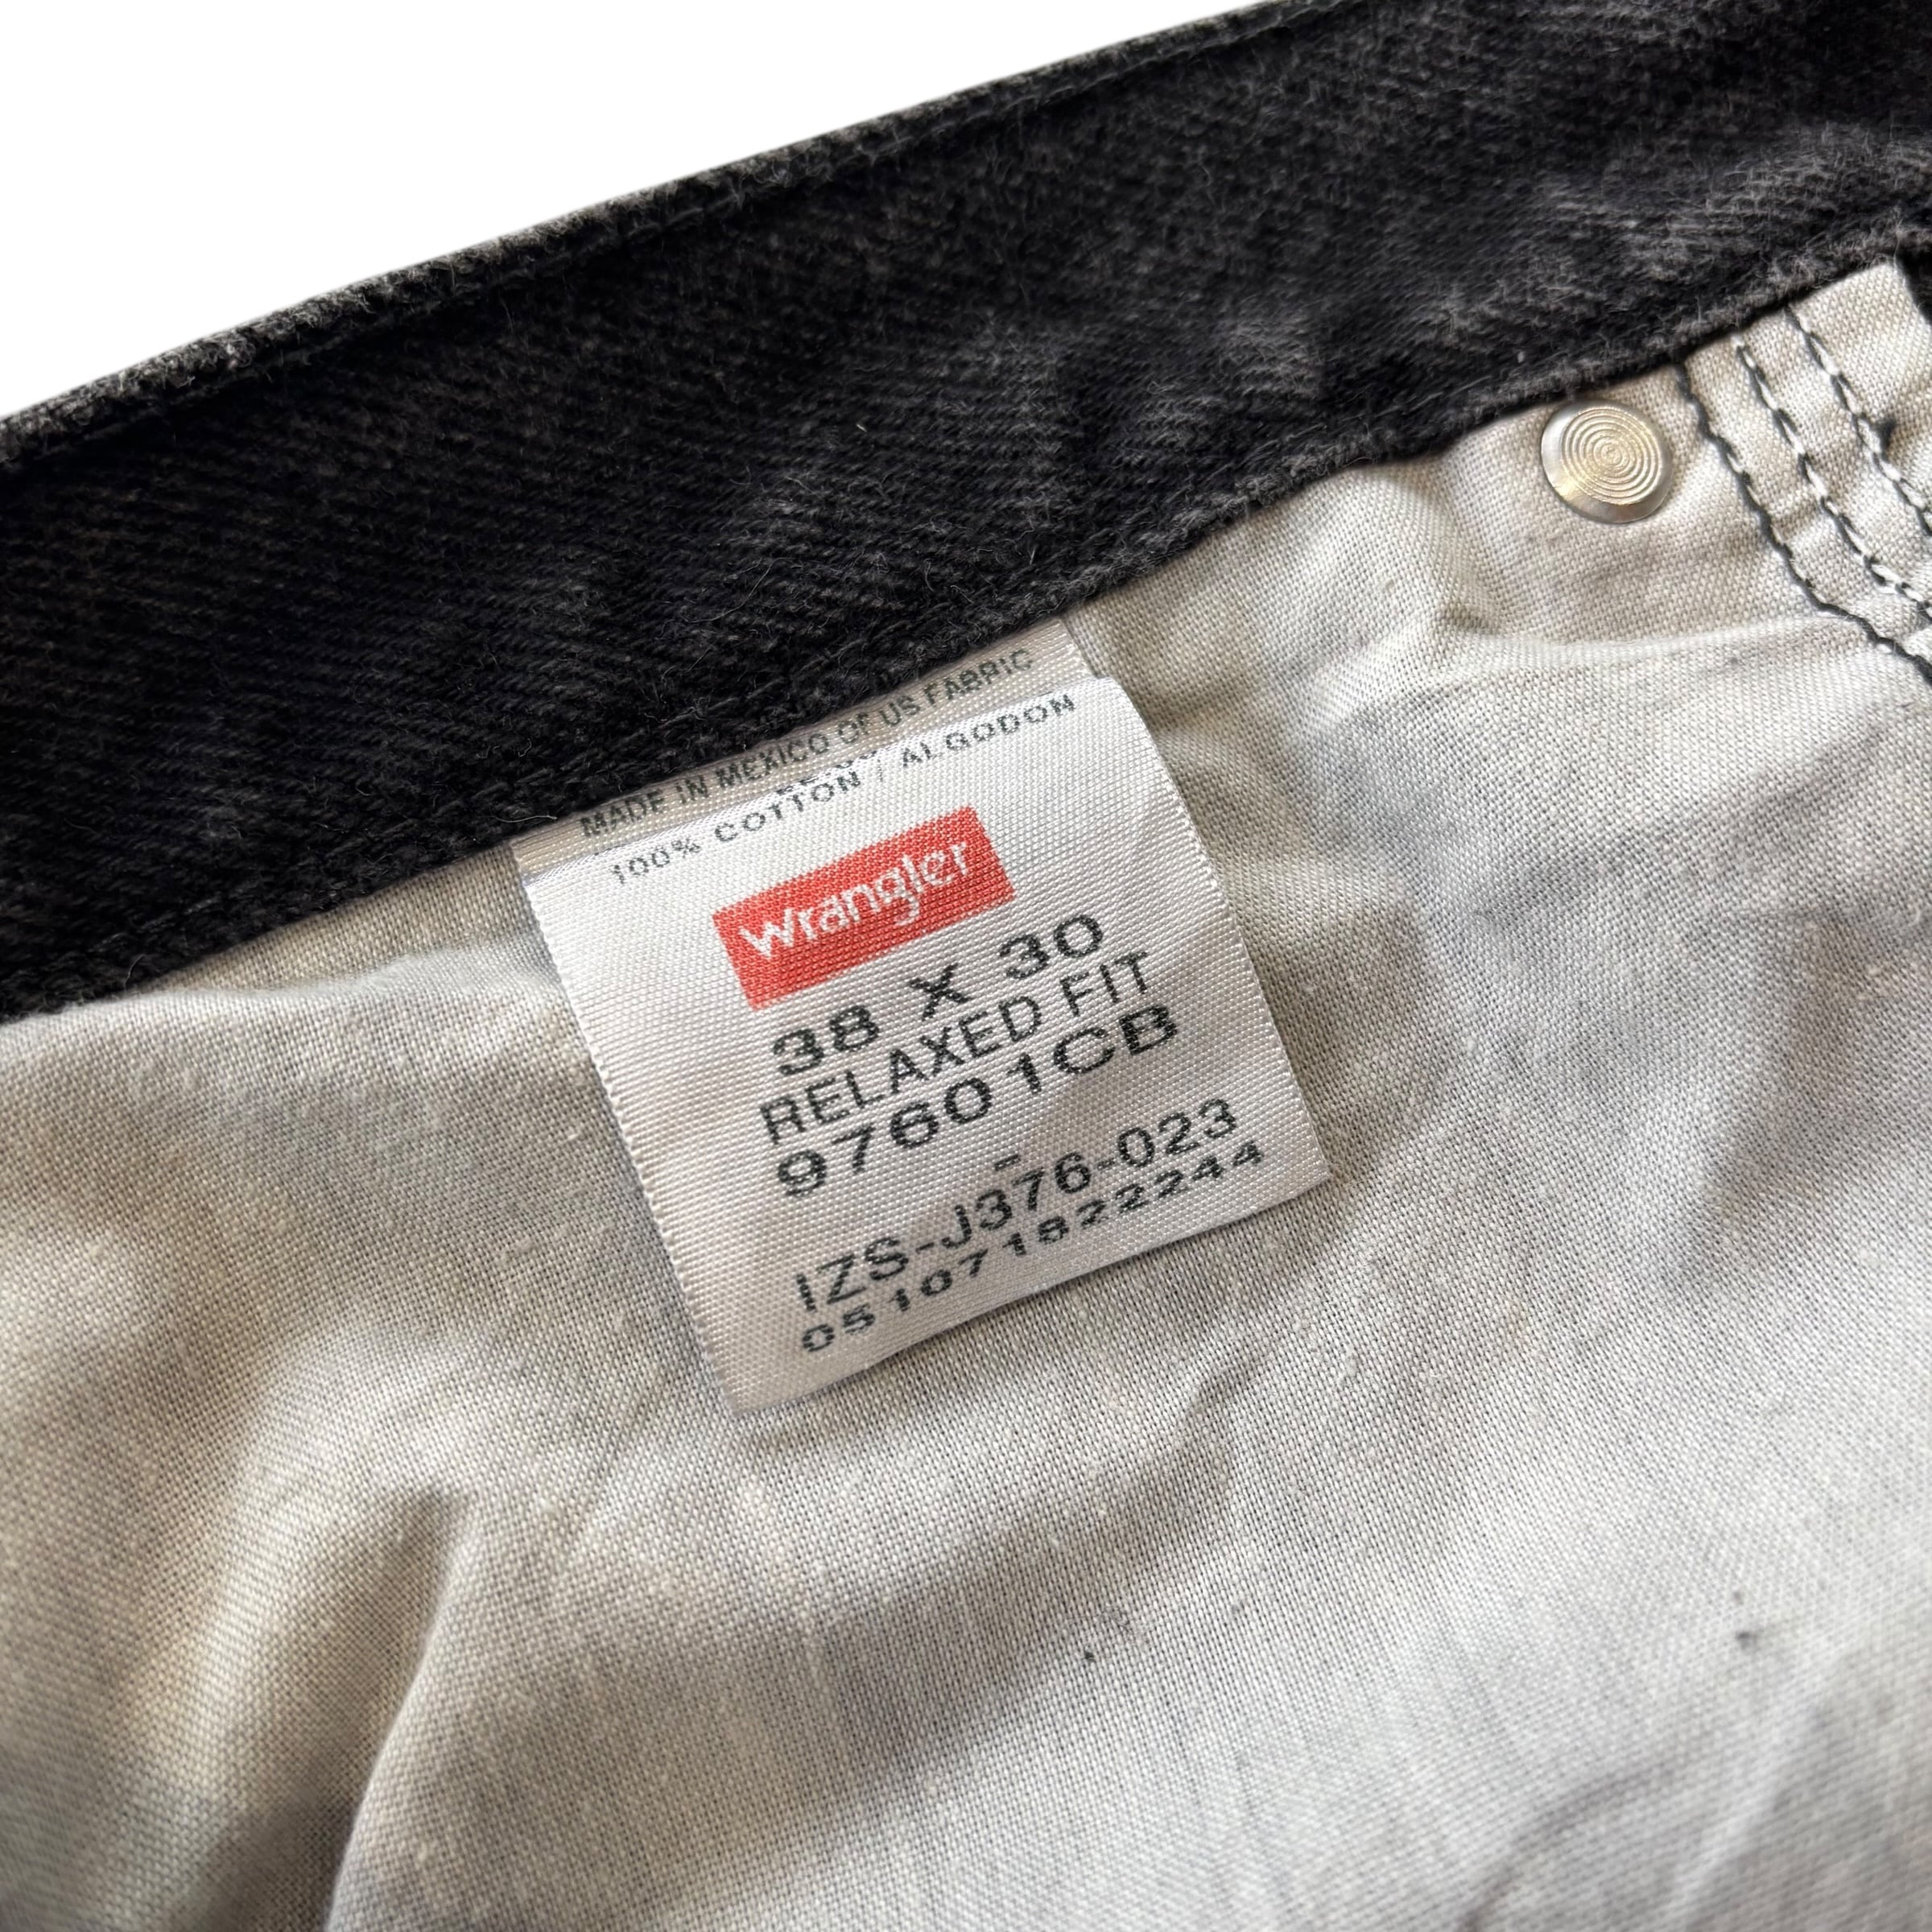 MADE IN MEXICO OF US FABRIC
100% COTTON / ALGODON
Wrangler
38 X 30
RELAXED FIT
97601CB
IZS-J376-023
051071822244